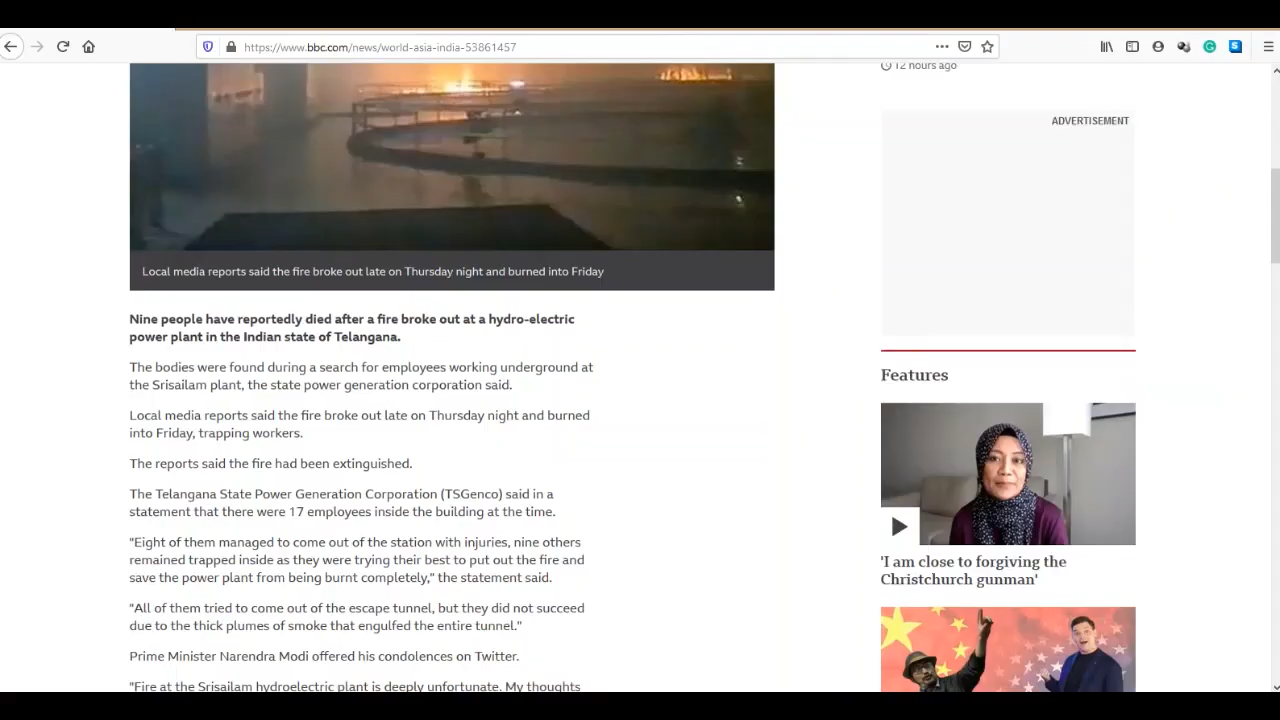 https://www.bbc.com/news/world-asia-india-53861457
12 hours ago
ADVERTISEMENT
Local media reports said the fire broke out late on Thursday night and burned into Friday
Nine people have reportedly died after a fire broke out at a hydro-electric
power plant in the Indian state of Telangana.
The bodies were found during a search for employees working underground at
the Srisailam plant, the state power generation corporation said.
Local media reports said the fire broke out late on Thursday night and burned
into Friday, trapping workers.
The reports said the fire had been extinguished.
The Telangana State Power Generation Corporation (TSGenco) said in a
statement that there were 17 employees inside the building at the time.
"Eight of them managed to come out of the station with injuries, nine others
remained trapped inside as they were trying their best to put out the fire and
save the power plant from being burnt completely," the statement said.
"All of them tried to come out of the escape tunnel, but they did not succeed
due to the thick plumes of smoke that engulfed the entire tunnel."
Prime Minister Narendra Modi offered his condolences on Twitter.
"Fire at the Srisailam hydroelectric plant is deeply unfortunate. My thoughts
Features
'I am close to forgiving the
Christchurch gunman'